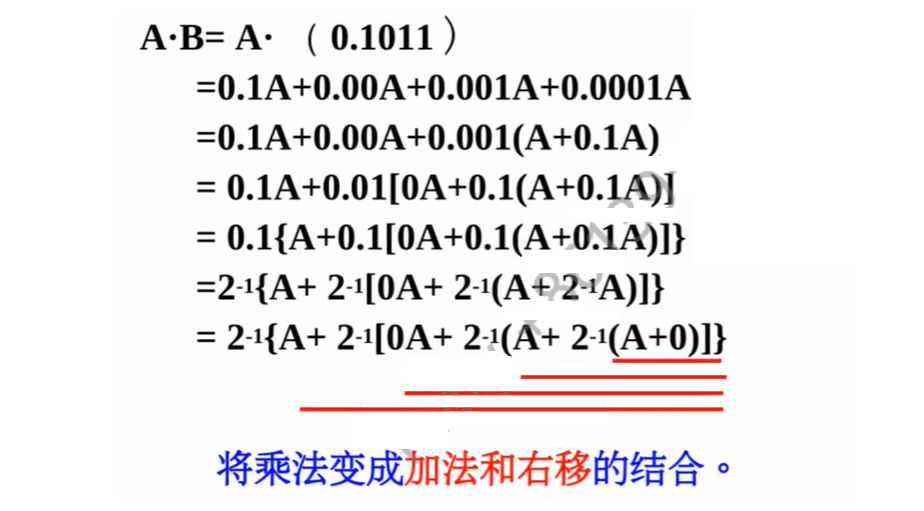 A·B= A· （ 0.1011 ）
=0.1A+0.00A+0.001A+0.0001A
=0.1A+0.00A+0.001(A+0.1A)
= 0.1A+0.01[0A+0.1(A+0.1A)]
= 0.1{A+0.1[0A+0.1(A+0.1A)]}
=2-1{A+ 2-1[0A+ 2-1(A+ 2-1A)]}
= 2-1{A+ 2-1[0A+ 2-1(A+ 2-1(A+0)]}
将乘法变成加法和右移的结合。